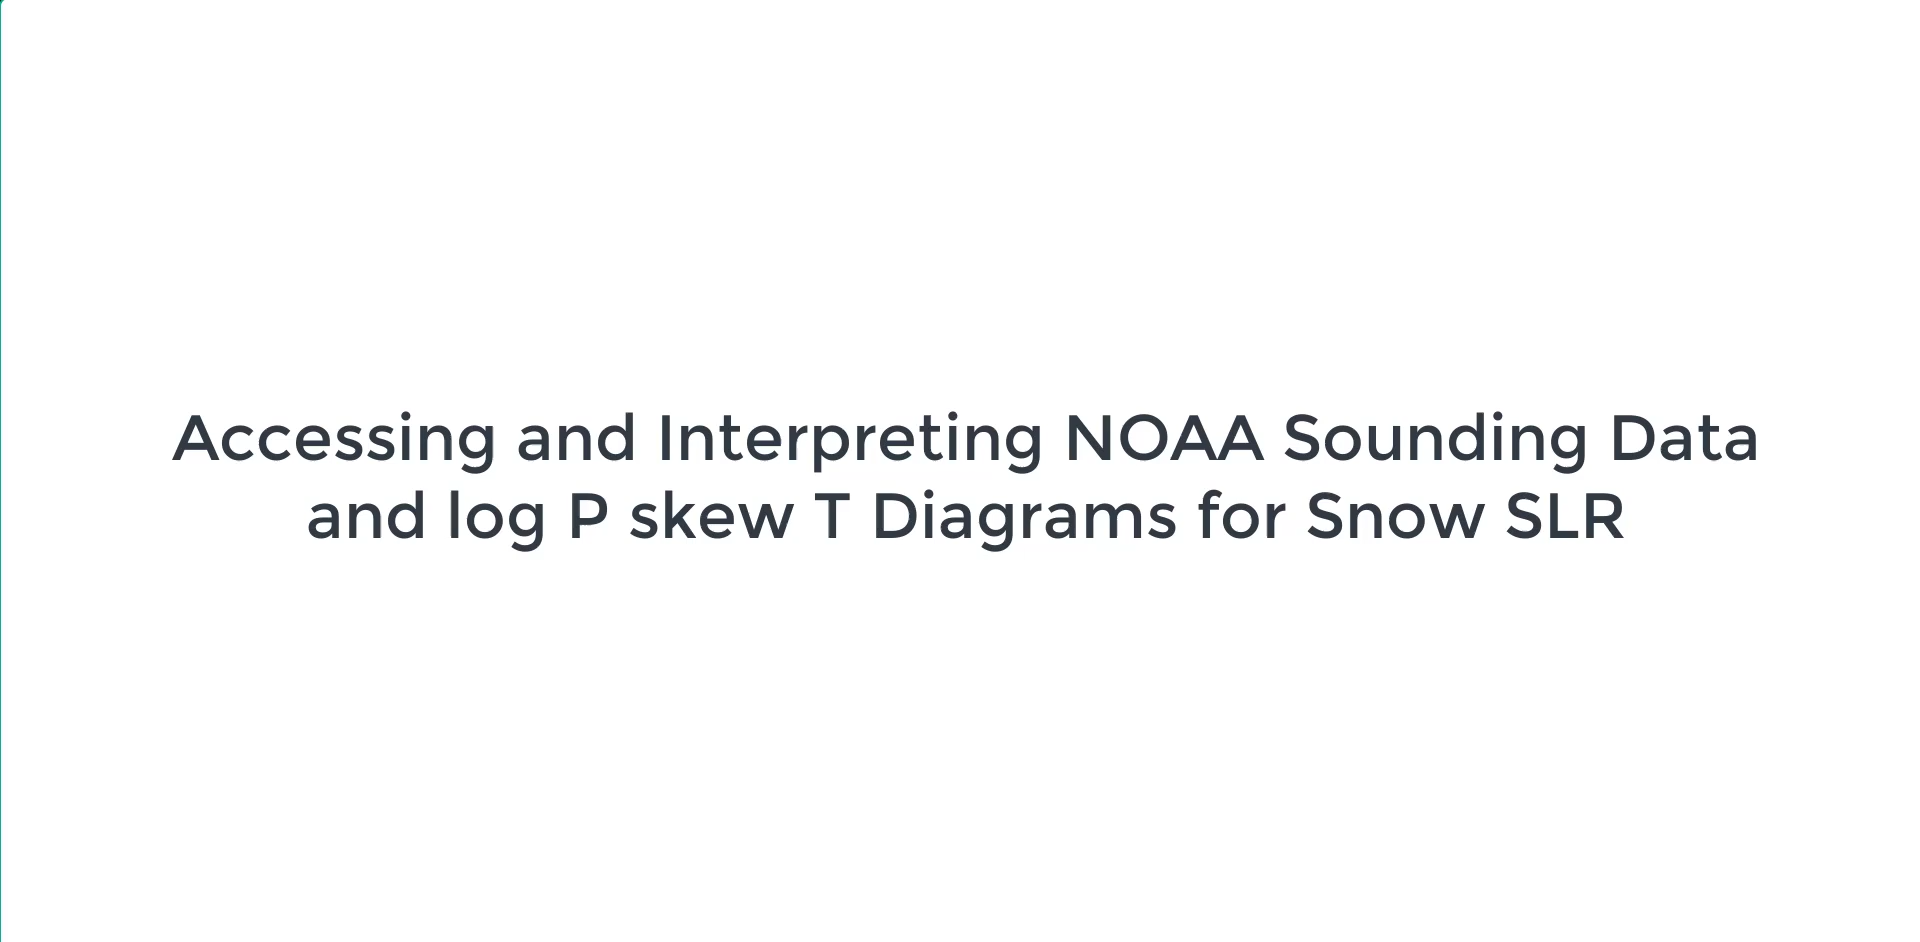 Accessing and Interpreting NOAA Sounding Data
and log P skew T Diagrams for Snow SLR